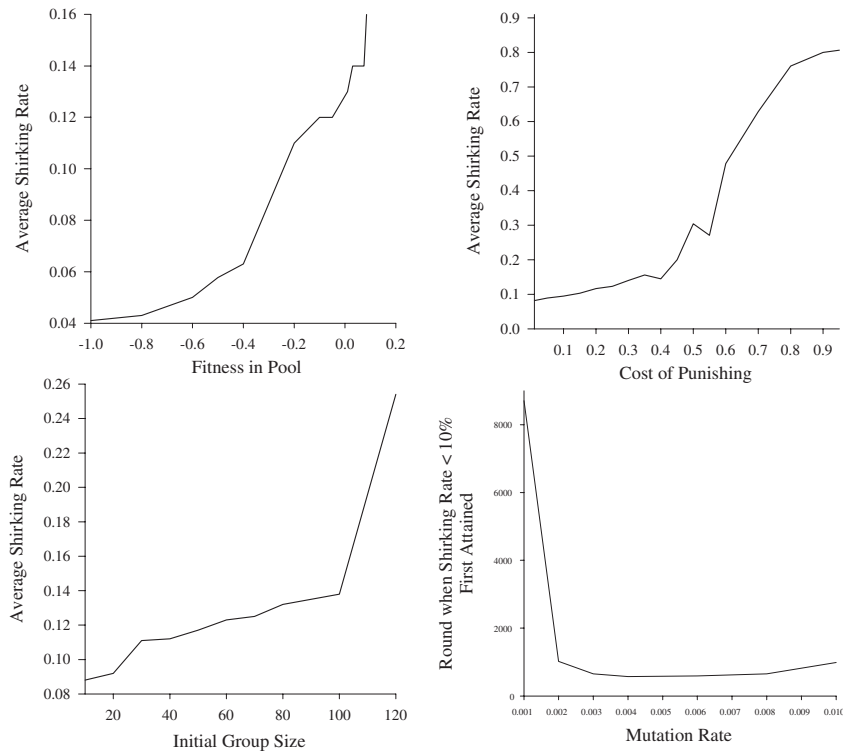 0.16
0.14
0.12
0.10
0.08
0.06
0.04
Average Shirking Rate
-1.0 -0.8 -0.6 -0.4 -0.2 0.0 0.2
Fitness in Pool
0.9
0.8
0.7
0.6
0.5
0.4
0.3
0.2
0.1
0.0
Average Shirking Rate
0.1 0.2 0.3 0.4 0.5 0.6 0.7 0.8 0.9
Cost of Punishing
0.26
0.24
0.22
0.20
0.18
0.16
0.14
0.12
0.10
0.08
Average Shirking Rate
20 40 60 80 100 120
Initial Group Size
Round when Shirking Rate < 10%
First Attained
8000
6000
4000
2000
0
0.001 0.002 0.003 0.004 0.005 0.006 0.007 0.008 0.009 0.010
Mutation Rate